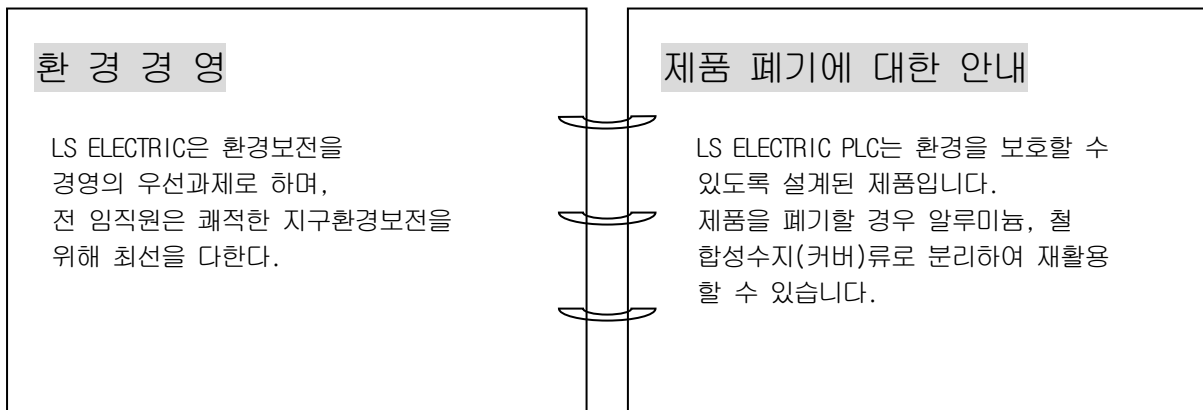 환 경 경 영
LS ELECTRIC은 환경보전을
경영의 우선과제로 하며,
전 임직원은 쾌적한 지구환경보전을
위해 최선을 다한다.
제품 폐기에 대한 안내
LS ELECTRIC PLC는 환경을 보호할 수
있도록 설계된 제품입니다.
제품을 폐기할 경우 알루미늄, 철
합성수지(커버)류로 분리하여 재활용
할 수 있습니다.